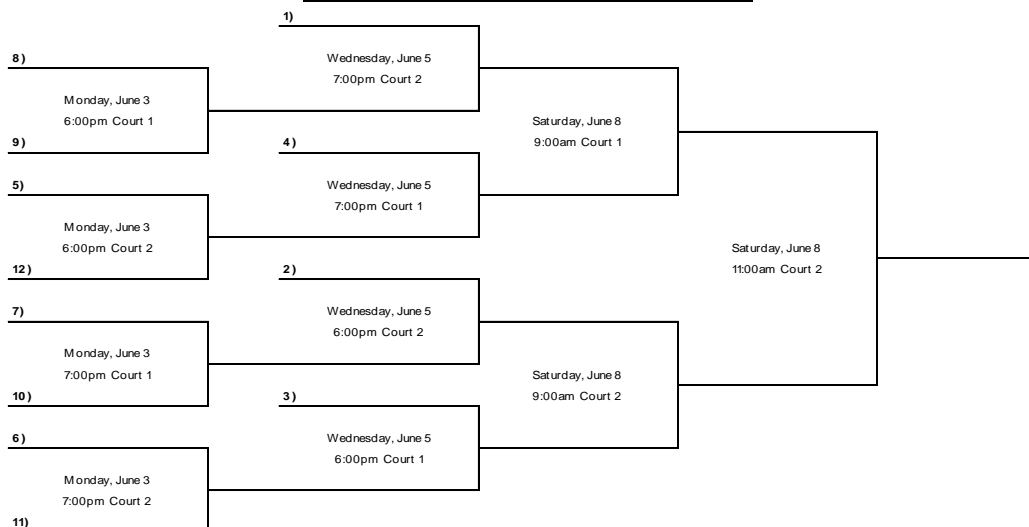 1)
Wednesday, June 5
7:00pm Court 2
8)
Monday, June 3
6:00pm Court 1
9)
Saturday, June 8
9:00am Court 1
4)
5)
Wednesday, June 5
7:00pm Court 1
Monday, June 3
6:00pm Court 2
12)
Saturday, June 8
11:00am Court 2
2)
7)
Wednesday, June 5
6:00pm Court 2
Monday, June 3
7:00pm Court 1
10)
Saturday, June 8
9:00am Court 2
3)
6)
Wednesday, June 5
6:00pm Court 1
Monday, June 3
7:00pm Court 2
11)